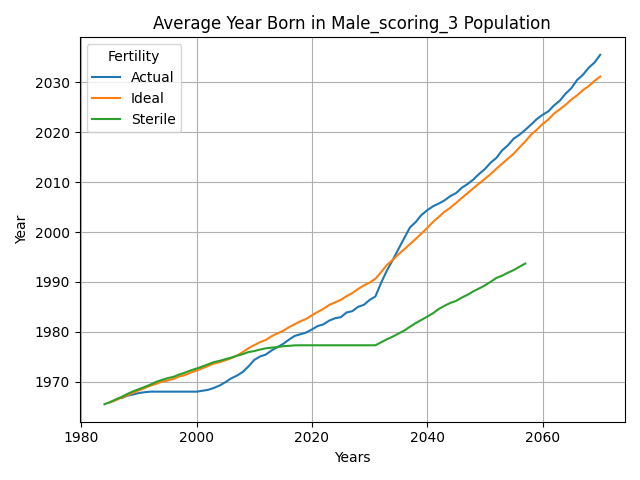 Average Year Born in Male_scoring_3 Population
Fertility
Actual
Ideal
Sterile
Year
2030
2020
2010
2000
1990
1980
1970
1980 2000 2020 2040 2060
Years